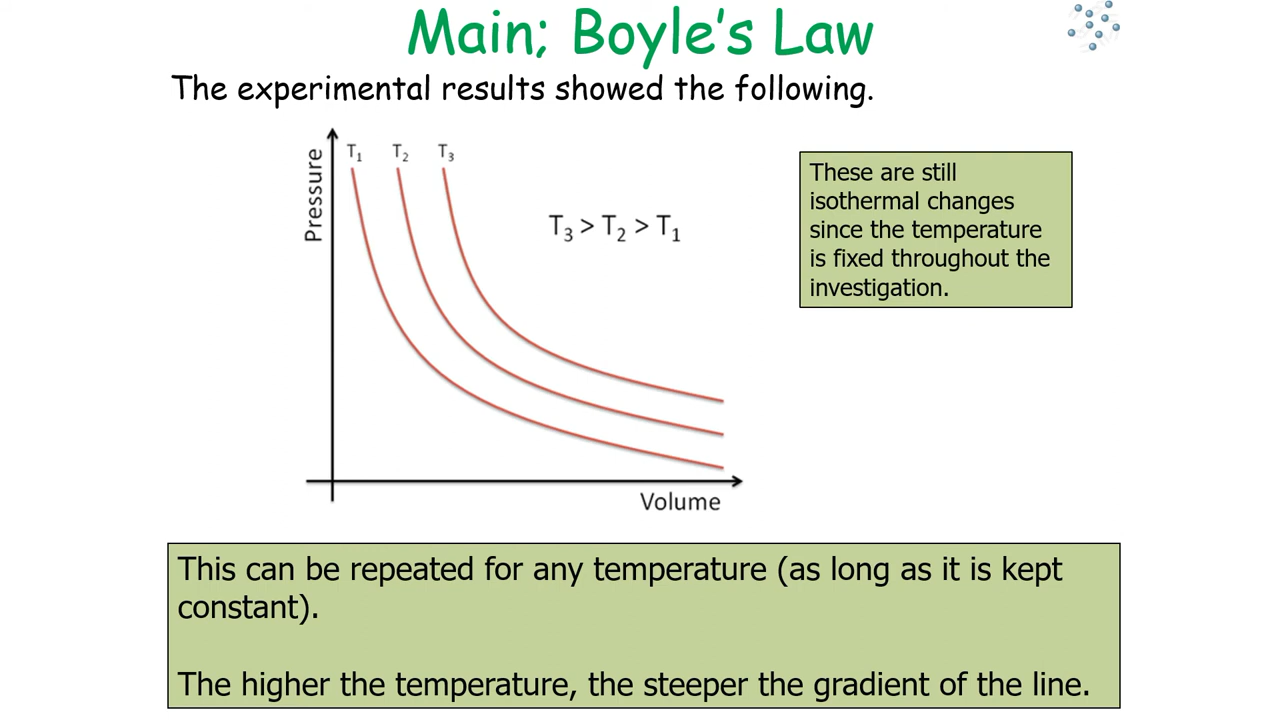 Main; Boyle's Law
The experimental results showed the following.
Pressure
T₁ T₂ T₃
T₃ > T₂ > T₁
Volume
These are still
isothermal changes
since the temperature
is fixed throughout the
investigation.
This can be repeated for any temperature (as long as it is kept
constant).
The higher the temperature, the steeper the gradient of the line.